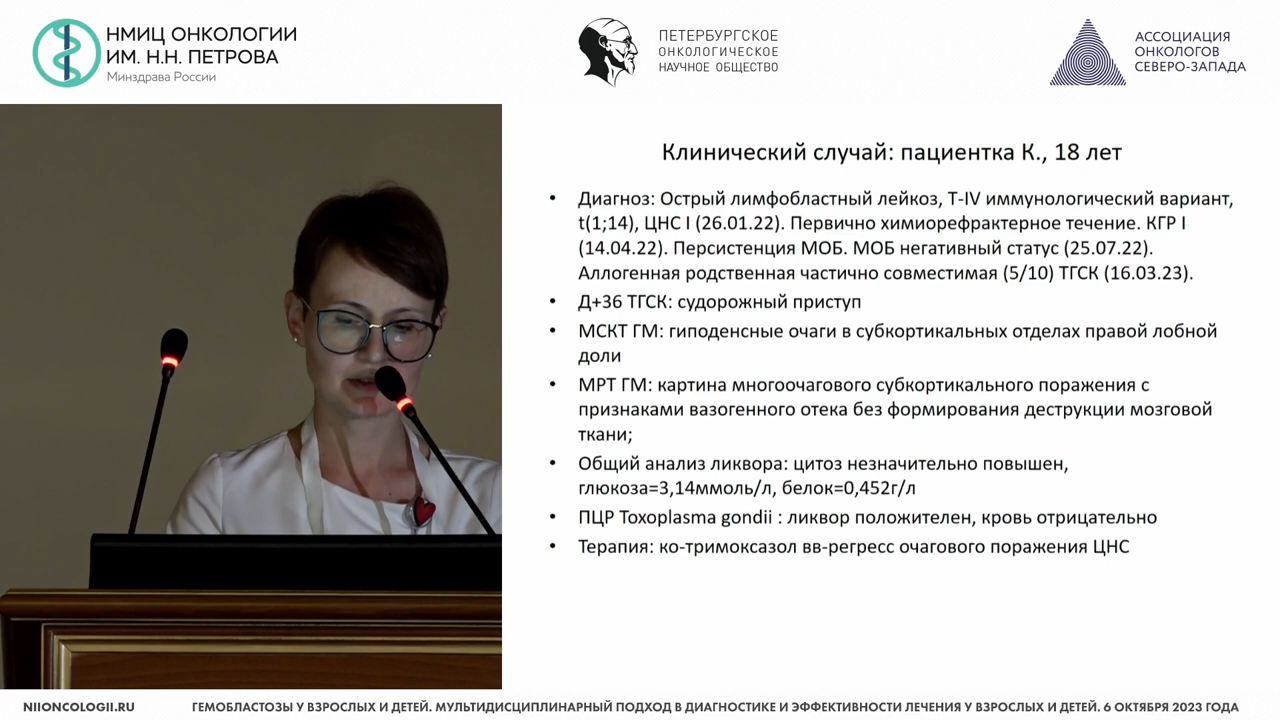 НМИЦ ОНКОЛОГИИ
ИМ. Н.Н. ПЕТРОВА
Минздрава России
ПЕТЕРБУРГСКОЕ
ОНКОЛОГИЧЕСКОЕ
НАУЧНОЕ ОБЩЕСТВО
АССОЦИАЦИЯ
ОНКОЛОГОВ
СЕВЕРО-ЗАПАДА
Клинический случай: пациентка К., 18 лет
• Диагноз: Острый лимфобластный лейкоз, Т-IV иммунологический вариант,
t(1;14), ЦНС I (26.01.22). Первично химиорефрактерное течение. КГР I
(14.04.22). Персистенция МОБ. МОБ негативный статус (25.07.22).
Аллогенная родственная частично совместимая (5/10) ТГСК (16.03.23).
• Д+36 ТГСК: судорожный приступ
• МСКТ ГМ: гиподенсные очаги в субкортикальных отделах правой лобной
доли
• МРТ ГМ: картина многоочагового субкортикального поражения с
признаками вазогенного отека без формирования деструкции мозговой
ткани;
• Общий анализ ликвора: цитоз незначительно повышен,
глюкоза=3,14ммоль/л, белок=0,452г/л
• ПЦР Toxoplasma gondii : ликвор положителен, кровь отрицательно
• Терапия: ко-тримоксазол вв-регресс очагового поражения ЦНС
NIIONCOLOGII.RU
ГЕМОБЛАСТОЗЫ У ВЗРОСЛЫХ И ДЕТЕЙ. МУЛЬТИДИСЦИПЛИНАРНЫЙ ПОДХОД В ДИАГНОСТИКЕ И ЭФФЕКТИВНОСТИ ЛЕЧЕНИЯ У ВЗРОСЛЫХ И ДЕТЕЙ. 6 ОКТЯБРЯ 2023 ГОДА